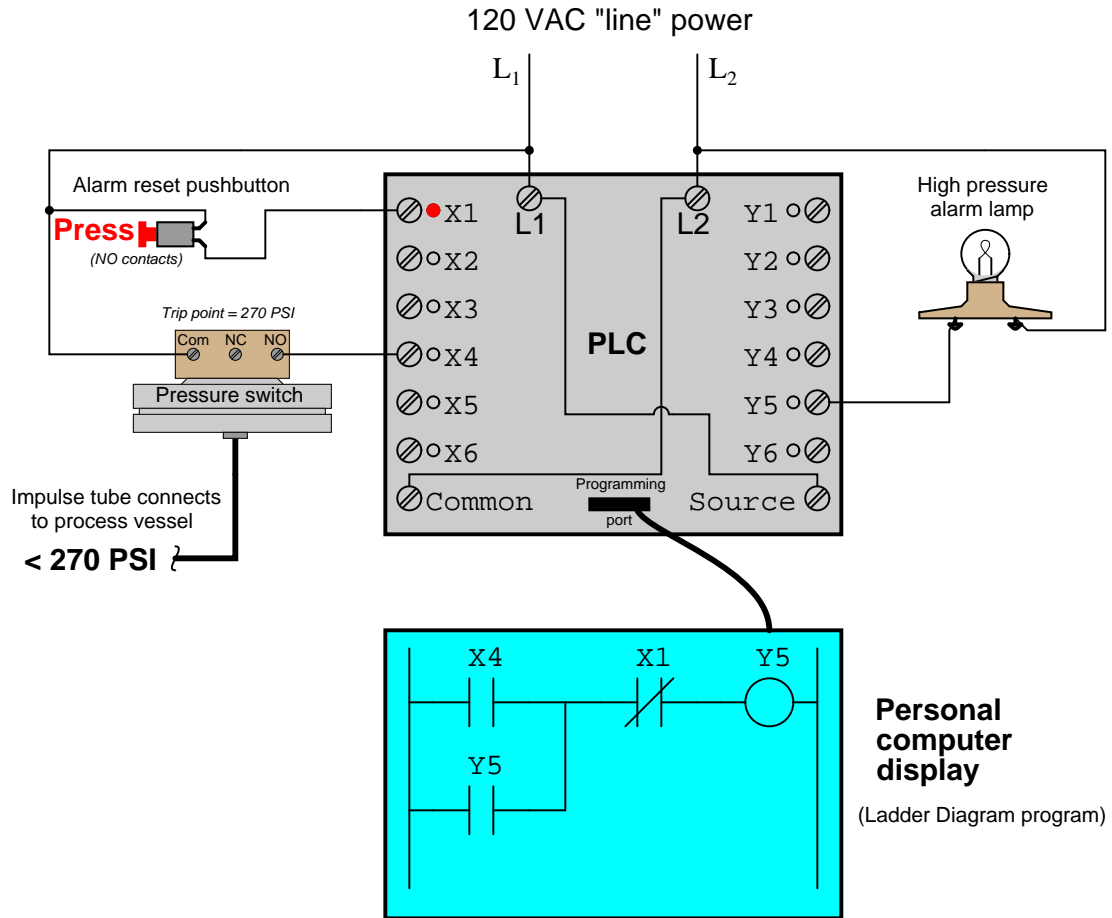 120 VAC "line" power
L1
L2
Alarm reset pushbutton
Press
(NO contacts)
Trip point = 270 PSI
Com NC NO
Pressure switch
Impulse tube connects
to process vessel
< 270 PSI
L1
L2
X1
X2
X3
X4
X5
X6
Common
PLC
Programming
port
Y1
Y2
Y3
Y4
Y5
Y6
Source
High pressure
alarm lamp
X4 X1 Y5
Y5
Personal
computer
display
(Ladder Diagram program)